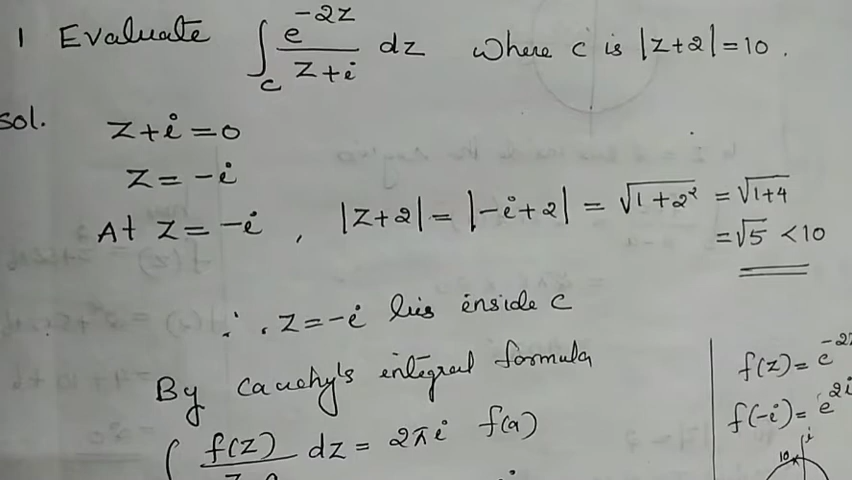 1 Evaluate ∫_C e^{-2z}/(z+i) dz where c is |z+2|=10.
Sol. z+i=0
z=-i
At z=-i, |z+2|=|-i+2|=√(1+2²) =√(1+4)
=√5 <10
∴ z=-i lies inside c
By Cauchy's integral formula
∫ f(z)/ dz = 2πi f(a)
f(z)=e^{-2z}
f(-i)=e^{2i}
i
10